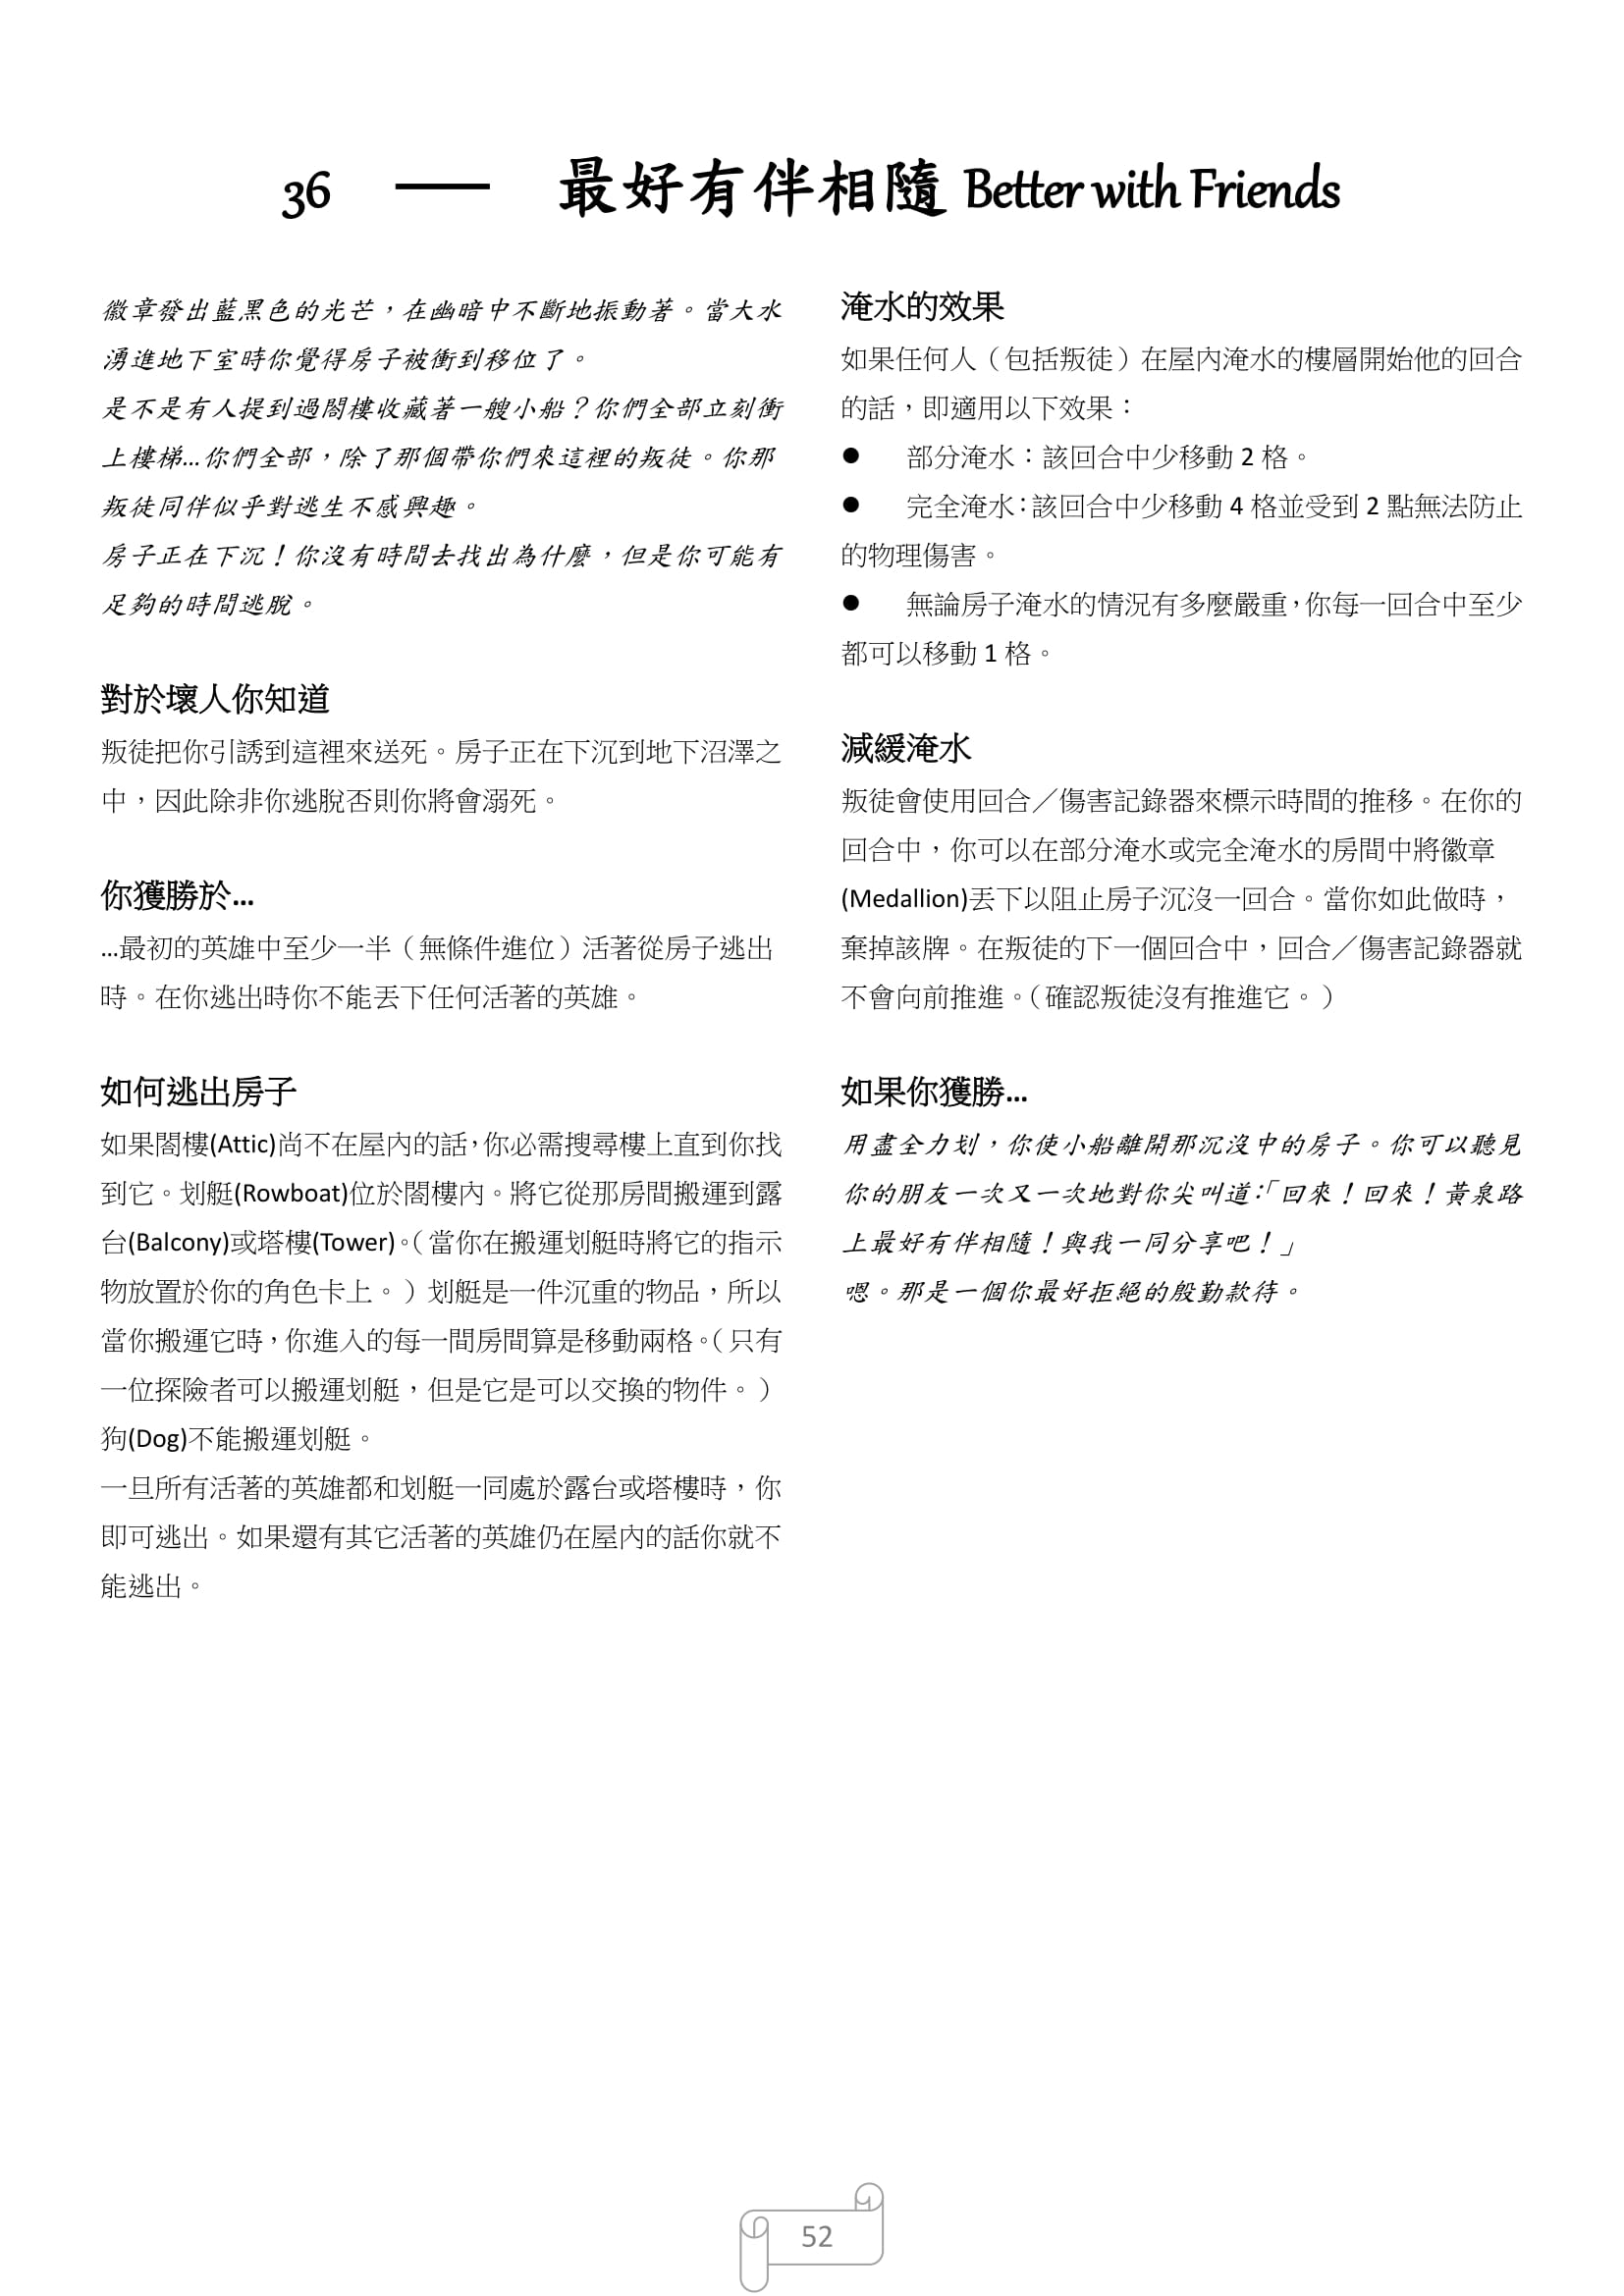 36 — 最好有伴相隨 Better with Friends
徽章發出藍黑色的光芒，在幽暗中不斷地振動著。當大水
湧進地下室時你覺得房子被衝到移位了。
是不是有人提到過閣樓收藏著一艘小船？你們全部立刻衝
上樓梯…你們全部，除了那個帶你們來這裡的叛徒。你那
叛徒同伴似乎對逃生不感興趣。
房子正在下沉！你沒有時間去找出為什麼，但是你可能有
足夠的時間逃脫。
對於壞人你知道
叛徒把你引誘到這裡來送死。房子正在下沉到地下沼澤之
中，因此除非你逃脫否則你將會溺死。
你獲勝於…
…最初的英雄中至少一半（無條件進位）活著從房子逃出
時。在你逃出時你不能丟下任何活著的英雄。
如何逃出房子
如果閣樓(Attic)尚不在屋內的話，你必需搜尋樓上直到你找
到它。划艇(Rowboat)位於閣樓內。將它從那房間搬運到露
台(Balcony)或塔樓(Tower)。（當你在搬運划艇時將它的指示
物放置於你的角色卡上。）划艇是一件沉重的物品，所以
當你搬運它時，你進入的每一間房間算是移動兩格。（只有
一位探險者可以搬運划艇，但是它是可以交換的物件。）
狗(Dog)不能搬運划艇。
一旦所有活著的英雄都和划艇一同處於露台或塔樓時，你
即可逃出。如果還有其它活著的英雄仍在屋內的話你就不
能逃出。
淹水的效果
如果任何人（包括叛徒）在屋內淹水的樓層開始他的回合
的話，即適用以下效果：
● 部分淹水：該回合中少移動 2 格。
● 完全淹水：該回合中少移動 4 格並受到 2 點無法防止
的物理傷害。
● 無論房子淹水的情況有多麼嚴重，你每一回合中至少
都可以移動 1 格。
減緩淹水
叛徒會使用回合／傷害記錄器來標示時間的推移。在你的
回合中，你可以在部分淹水或完全淹水的房間中將徽章
(Medallion)丟下以阻止房子沉沒一回合。當你如此做時，
棄掉該牌。在叛徒的下一個回合中，回合／傷害記錄器就
不會向前推進。（確認叛徒沒有推進它。）
如果你獲勝…
用盡全力划，你使小船離開那沉沒中的房子。你可以聽見
你的朋友一次又一次地對你尖叫道：「回來！回來！黃泉路
上最好有伴相隨！與我一同分享吧！」
嗯。那是一個你最好拒絕的殷勤款待。
52